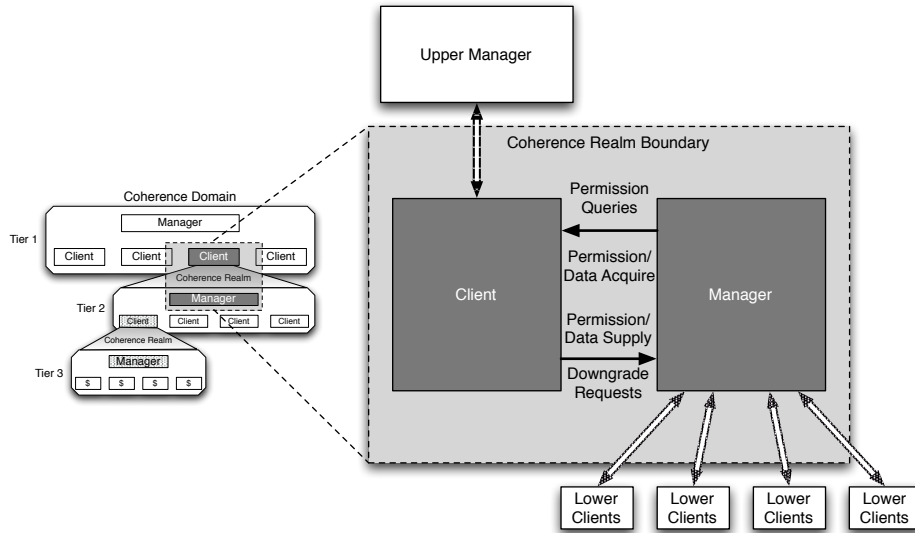 Upper Manager
Coherence Realm Boundary
Coherence Domain
Tier 1
Manager
Client
Client
Client
Client
Coherence Realm
Tier 2
Manager
Client
Client
Client
Client
Coherence Realm
Tier 3
Manager
$
$
$
$
Client
Permission
Queries
Permission/
Data Acquire
Permission/
Data Supply
Downgrade
Requests
Manager
Lower
Clients
Lower
Clients
Lower
Clients
Lower
Clients